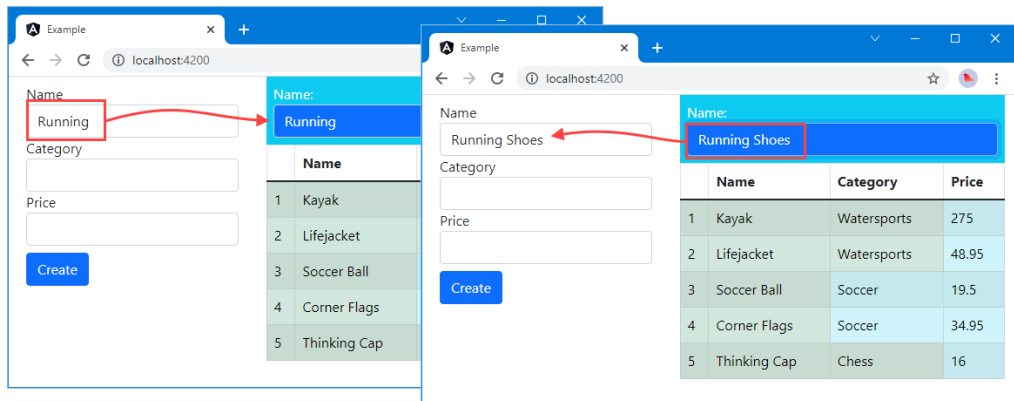 Example
localhost:4200
Name
Running
Category
Price
Create
Name:
Running
Name
1 Kayak
2 Lifejacket
3 Soccer Ball
4 Corner Flags
5 Thinking Cap
Example
localhost:4200
Name
Running Shoes
Category
Price
Create
Name:
Running Shoes
Name Category Price
1 Kayak Watersports 275
2 Lifejacket Watersports 48.95
3 Soccer Ball Soccer 19.5
4 Corner Flags Soccer 34.95
5 Thinking Cap Chess 16